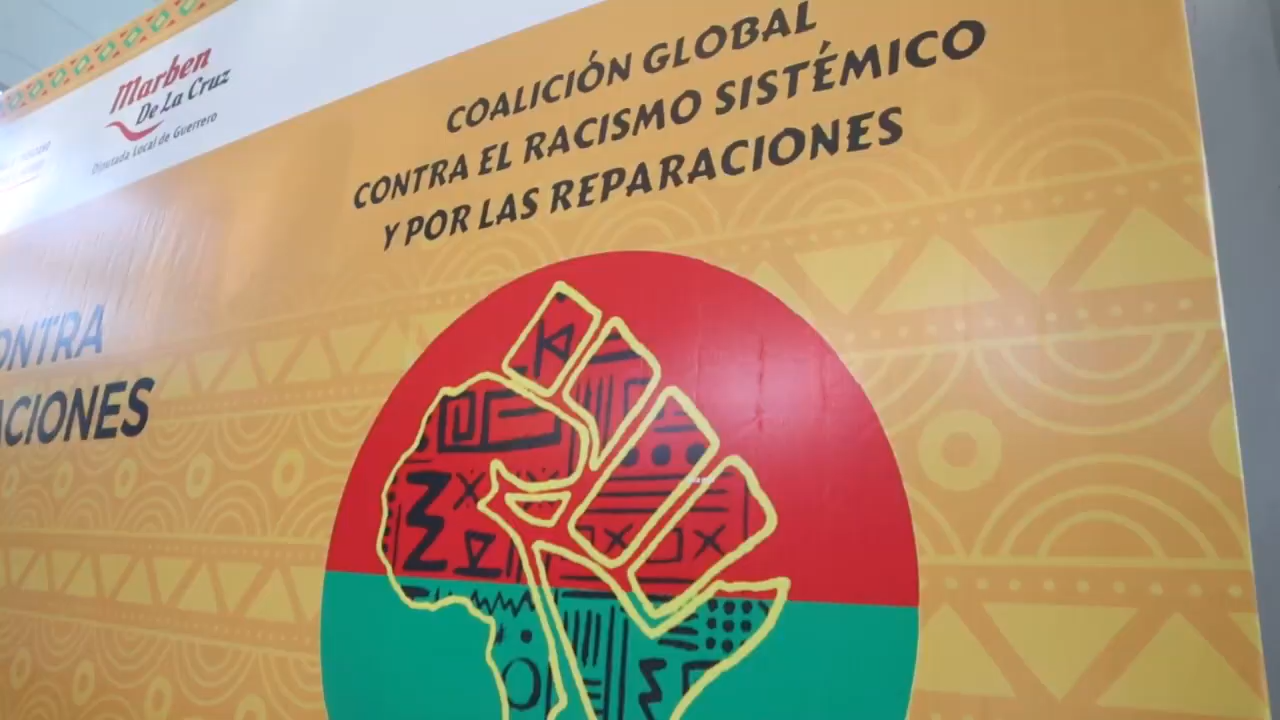 Marben
De La Cruz
Diputada Local de Guerrero
COALICIÓN GLOBAL
CONTRA EL RACISMO SISTÉMICO
Y POR LAS REPARACIONES
ONTRA
ACIONES